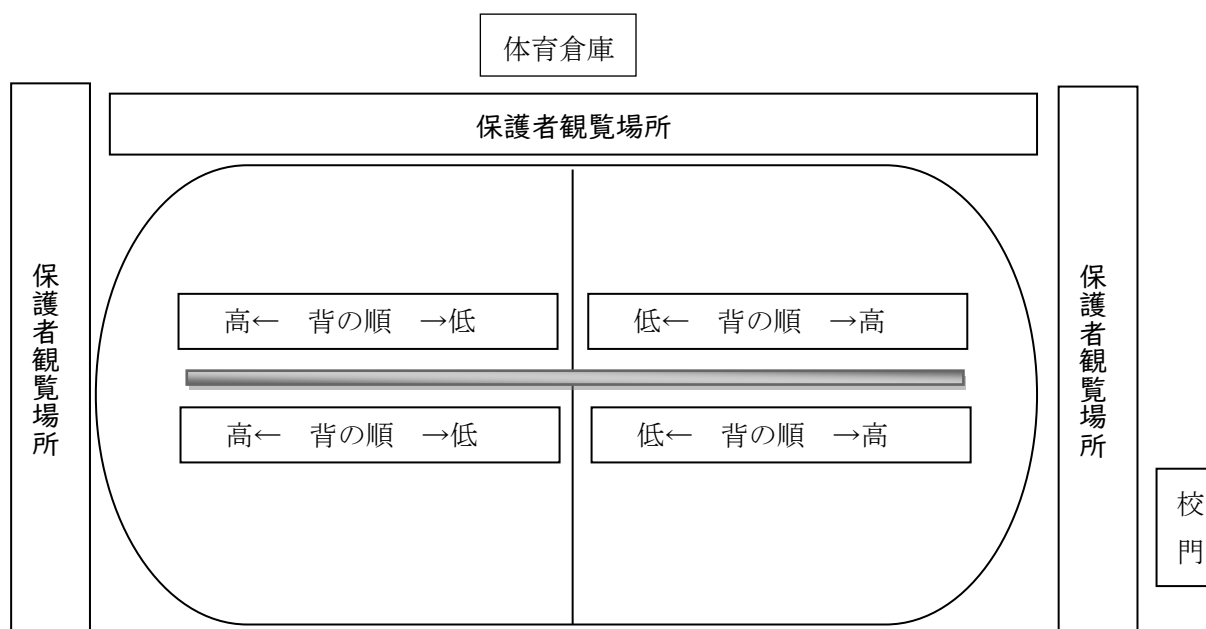 体育倉庫
保護者観覧場所
保護者観覧場所
保護者観覧場所
高← 背の順 →低
低← 背の順 →高
高← 背の順 →低
低← 背の順 →高
校門